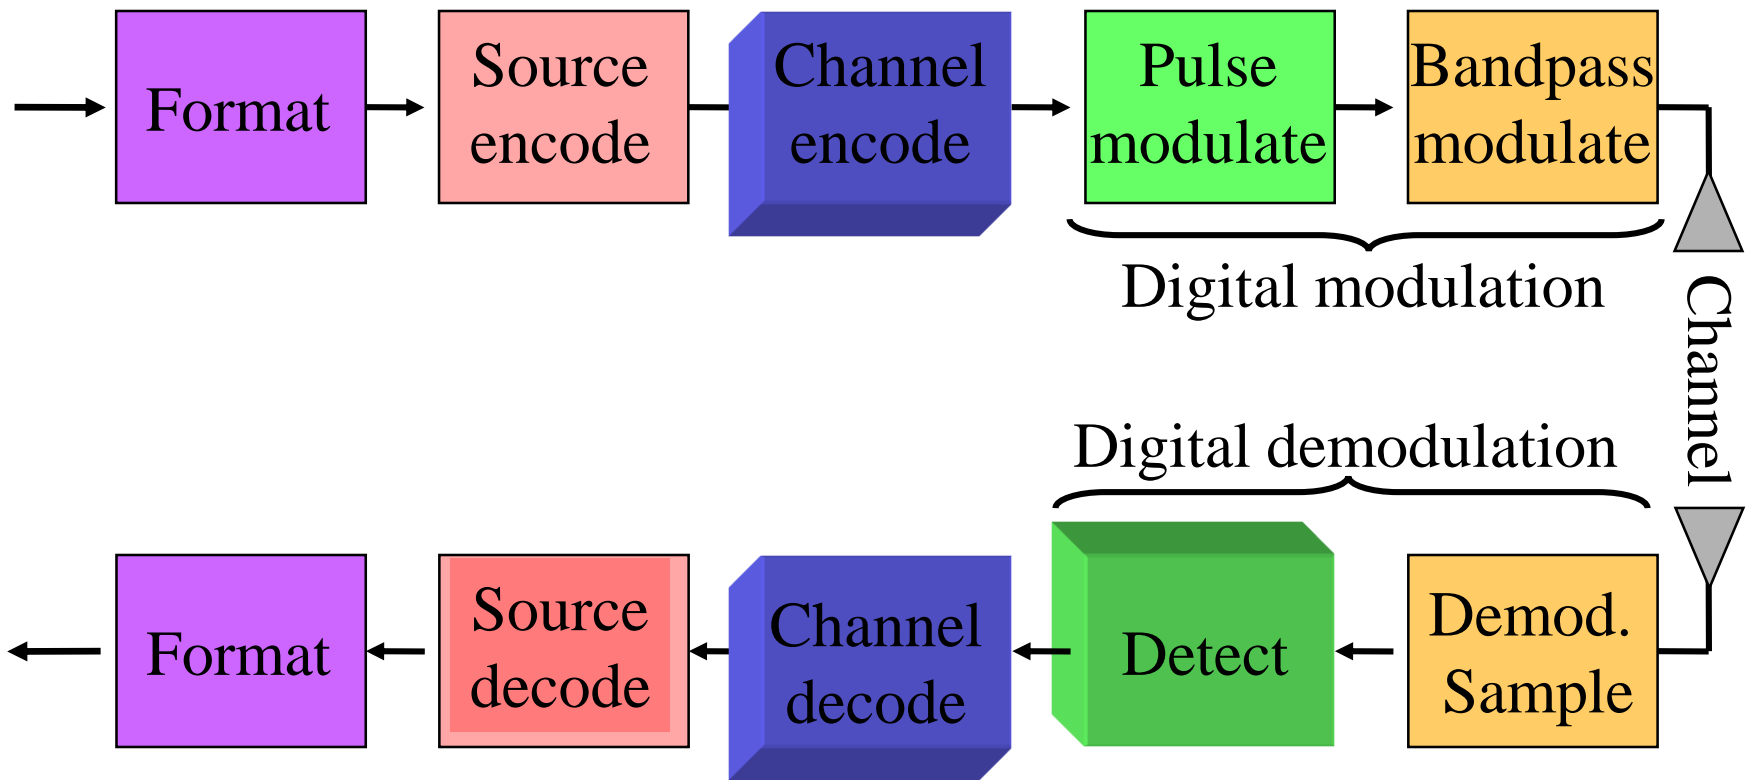 Format
Source
encode
Channel
encode
Pulse
modulate
Bandpass
modulate
Digital modulation
Channel
Digital demodulation
Format
Source
decode
Channel
decode
Detect
Demod.
Sample